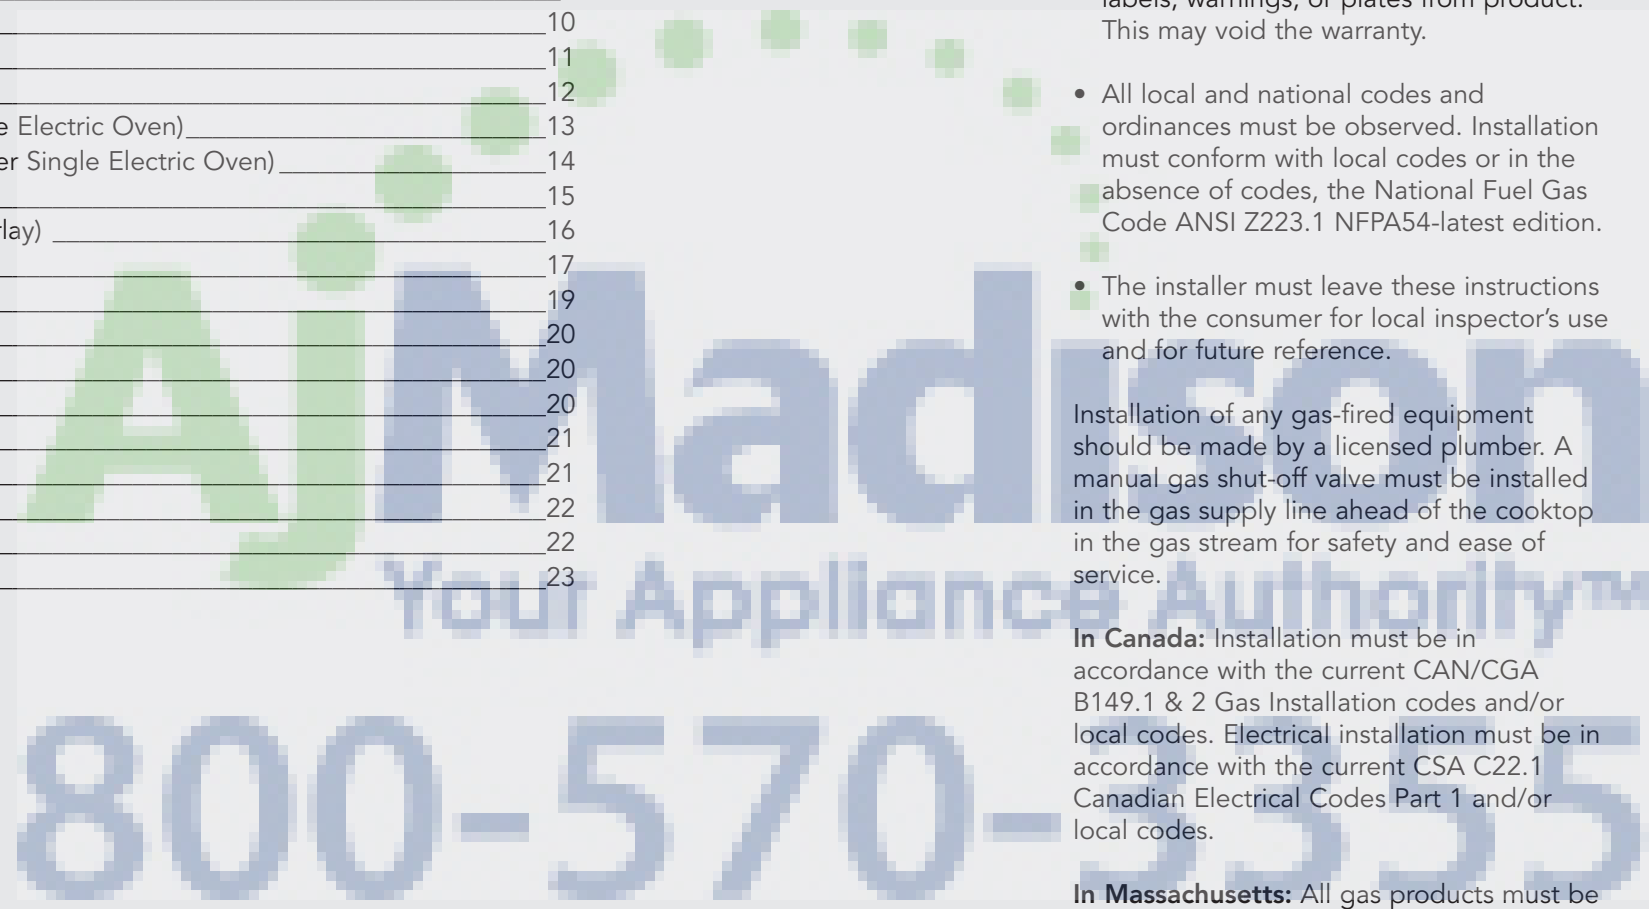 10
11
12
e Electric Oven) 13
er Single Electric Oven) 14
15
lay) 16
17
19
20
20
20
21
21
22
22
23
labels, warnings, or plates from product.
This may void the warranty.
• All local and national codes and
ordinances must be observed. Installation
must conform with local codes or in the
absence of codes, the National Fuel Gas
Code ANSI Z223.1 NFPA54-latest edition.
• The installer must leave these instructions
with the consumer for local inspector's use
and for future reference.
Installation of any gas-fired equipment
should be made by a licensed plumber. A
manual gas shut-off valve must be installed
in the gas supply line ahead of the cooktop
in the gas stream for safety and ease of
service.
In Canada: Installation must be in
accordance with the current CAN/CGA
B149.1 & 2 Gas Installation codes and/or
local codes. Electrical installation must be in
accordance with the current CSA C22.1
Canadian Electrical Codes Part 1 and/or
local codes.
In Massachusetts: All gas products must be
AjMadison
Your Appliance Authority™
800-570-3355